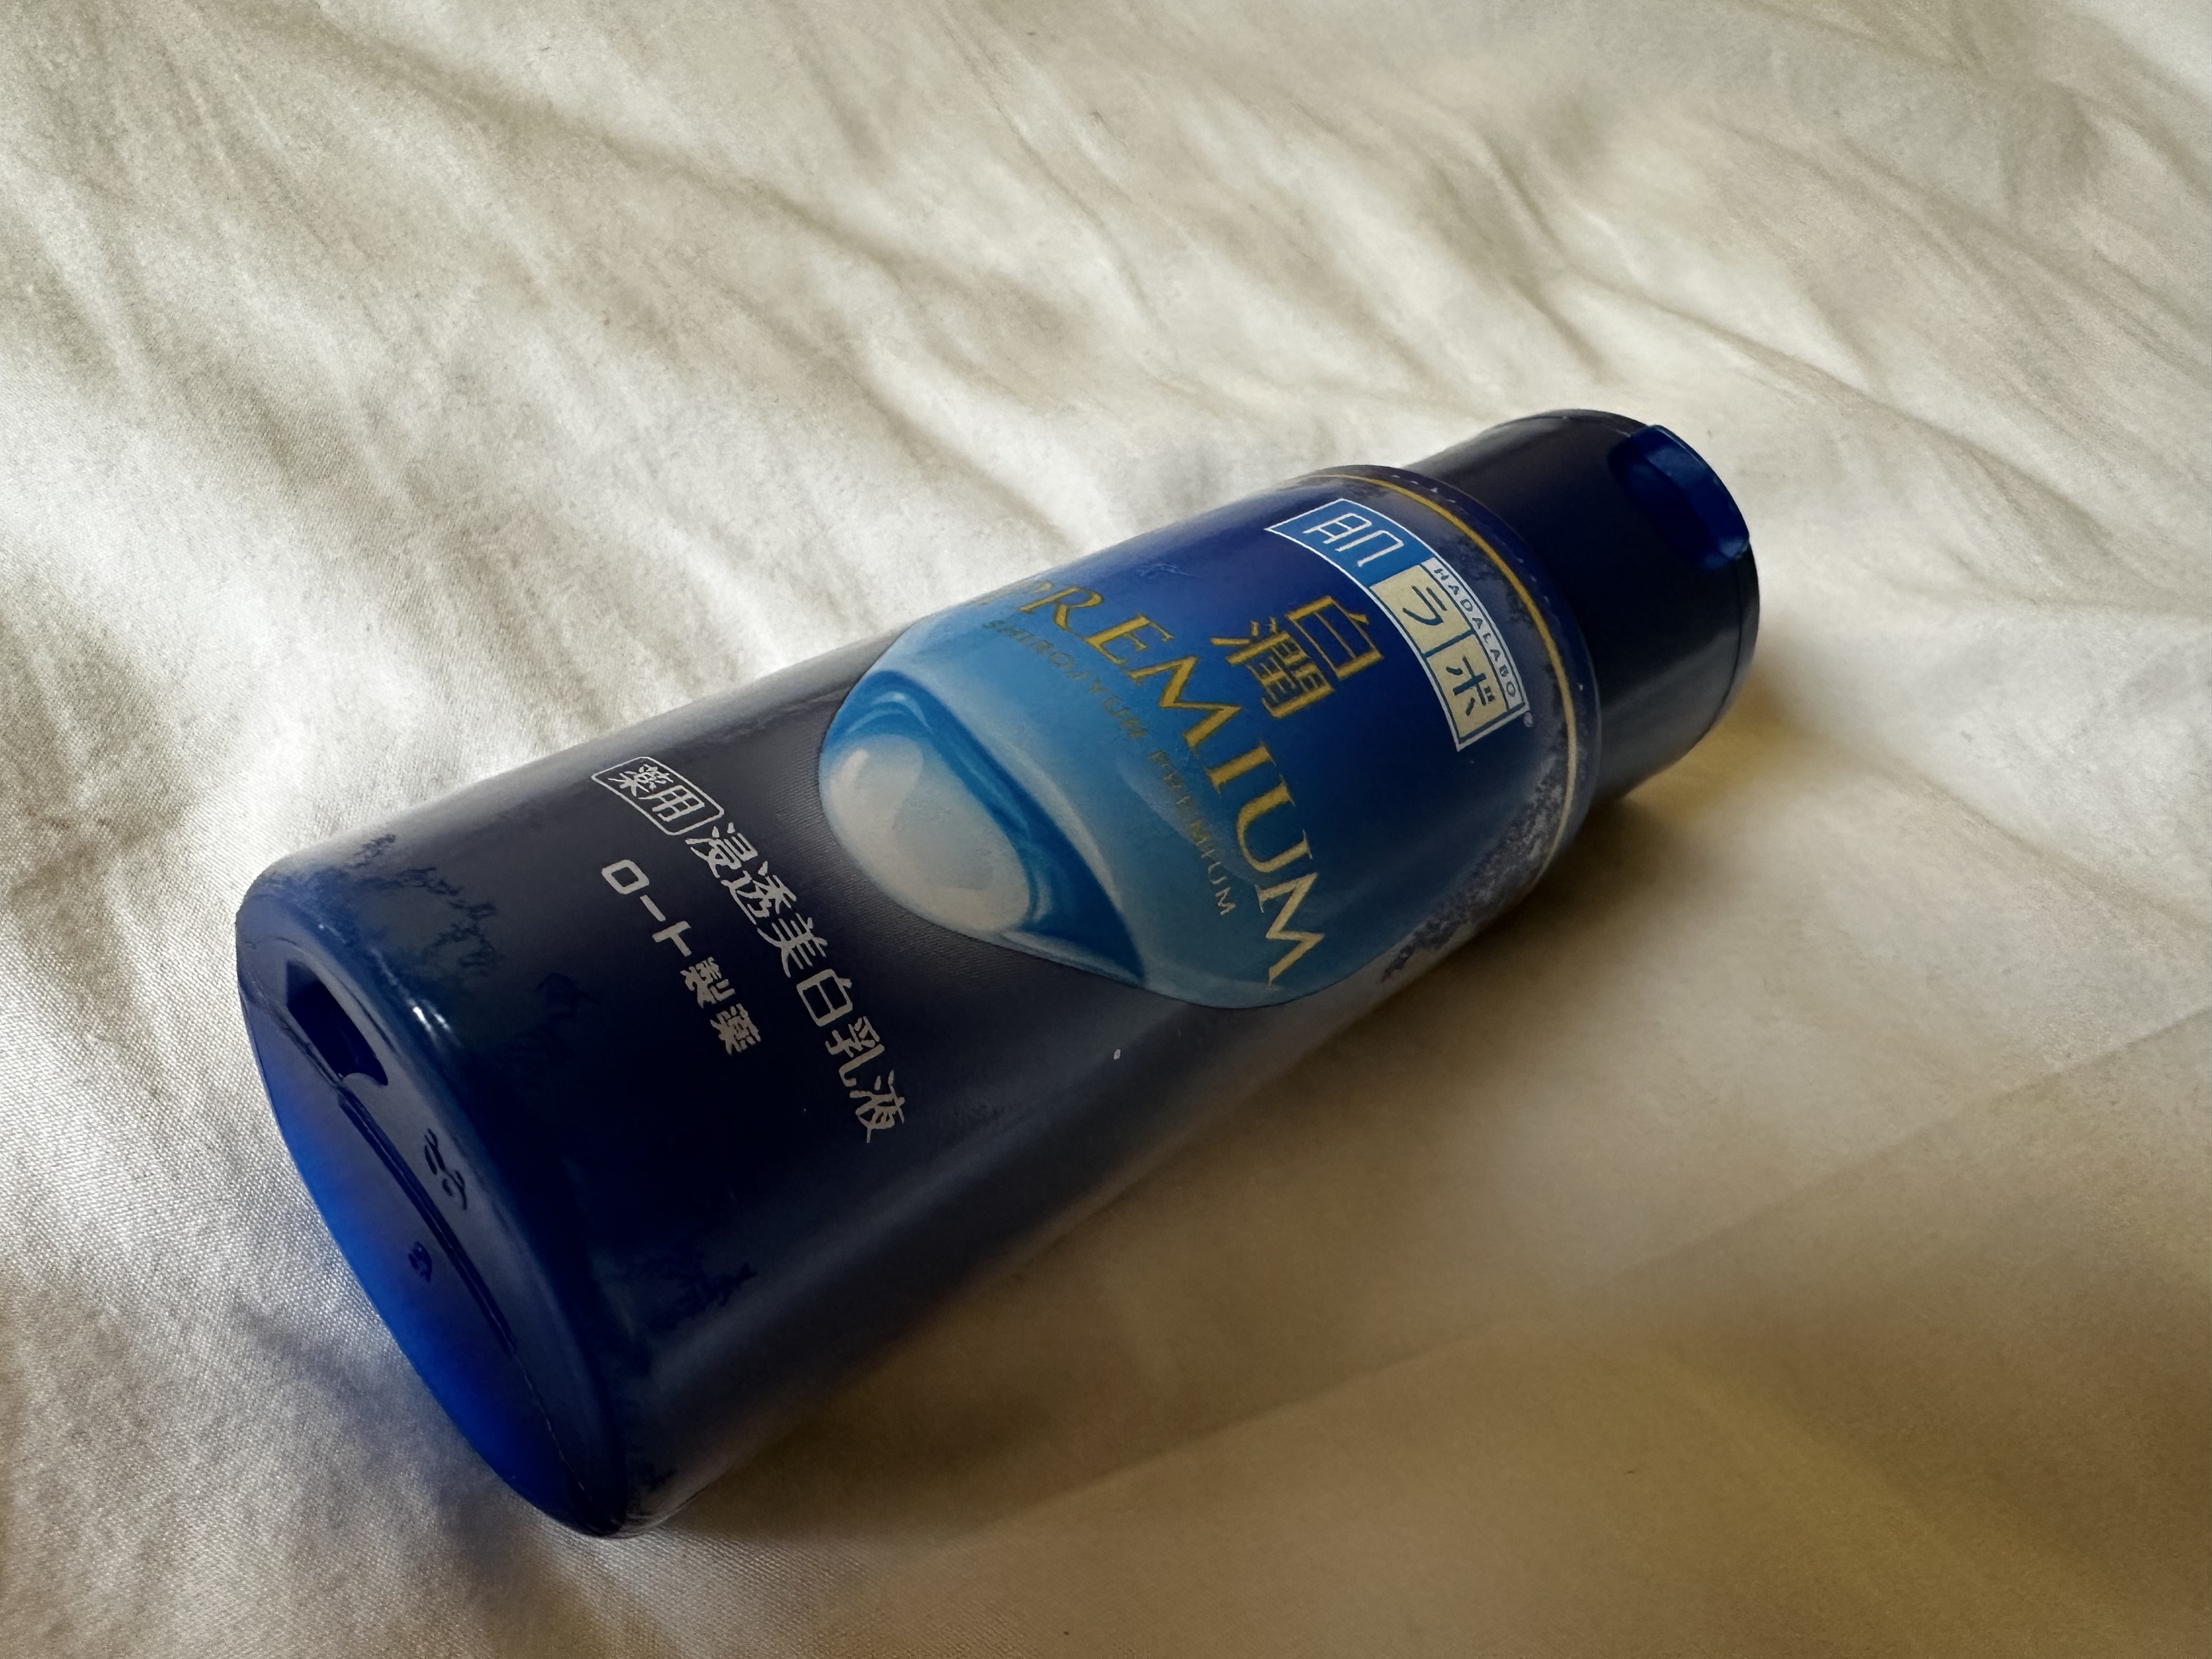 肌ラボ
HADALABO®
白潤
PREMIUM
SHIROJYUN PREMIUM
薬用 浸透美白乳液
ロート製薬